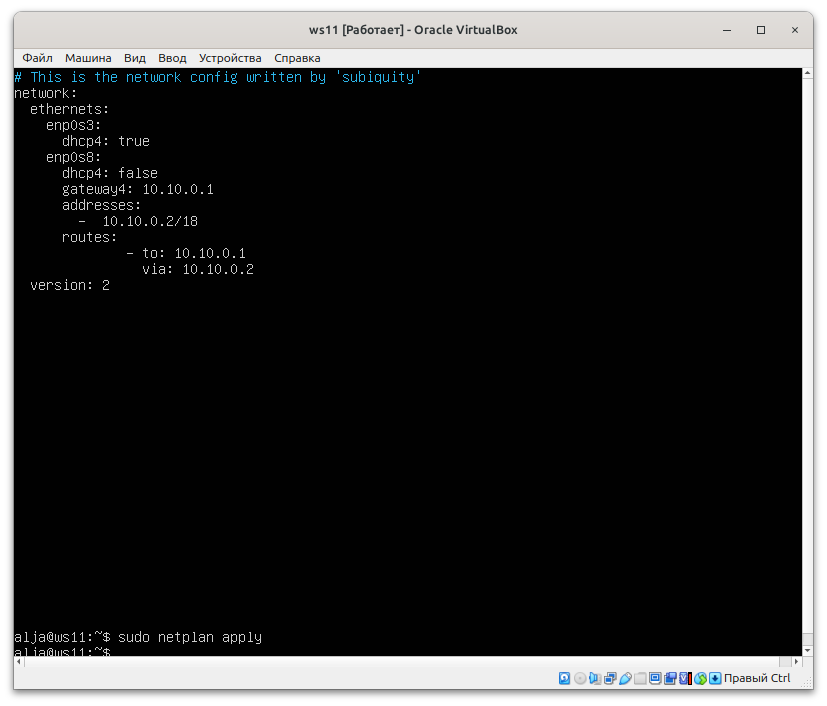 ws11 [Работает] - Oracle VirtualBox
Файл Машина Вид Ввод Устройства Справка
# This is the network config written by 'subiquity'
network:
  ethernets:
    enp0s3:
      dhcp4: true
    enp0s8:
      dhcp4: false
      gateway4: 10.10.0.1
      addresses:
        -  10.10.0.2/18
      routes:
              - to: 10.10.0.1
                via: 10.10.0.2
  version: 2
alja@ws11:~$ sudo netplan apply
alja@ws11:~$
Правый Ctrl